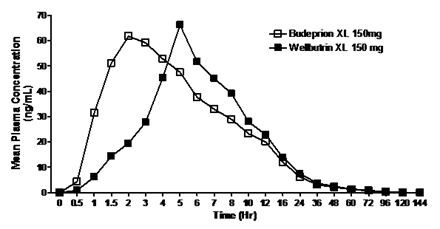 70
60
50
40
30
20
10
0
Mean Plasma Concentration
(ng/mL)
Budeprion XL 150mg
Wellbutrin XL 150 mg
0 0.5 1 1.5 2 3 4 5 6 7 8 10 12 16 24 36 48 60 72 96 120 144
Time (Hr)